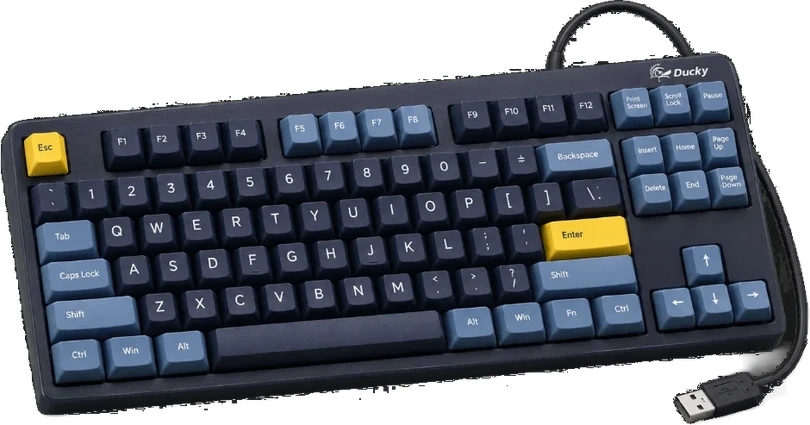 Ducky
Esc F1 F2 F3 F4 F5 F6 F7 F8 F9 F10 F11 F12 Print Screen Scroll Lock Pause
` 1 2 3 4 5 6 7 8 9 0 - Backspace Insert Home Page Up
Tab Q W E R T Y U I O P [ ] \ Delete End Page Down
Caps Lock A S D F G H J K L ; ' Enter
Shift Z X C V B N M < . > . ? / Shift ↑
Ctrl Win Alt Alt Win Fn Ctrl ← ↓ →